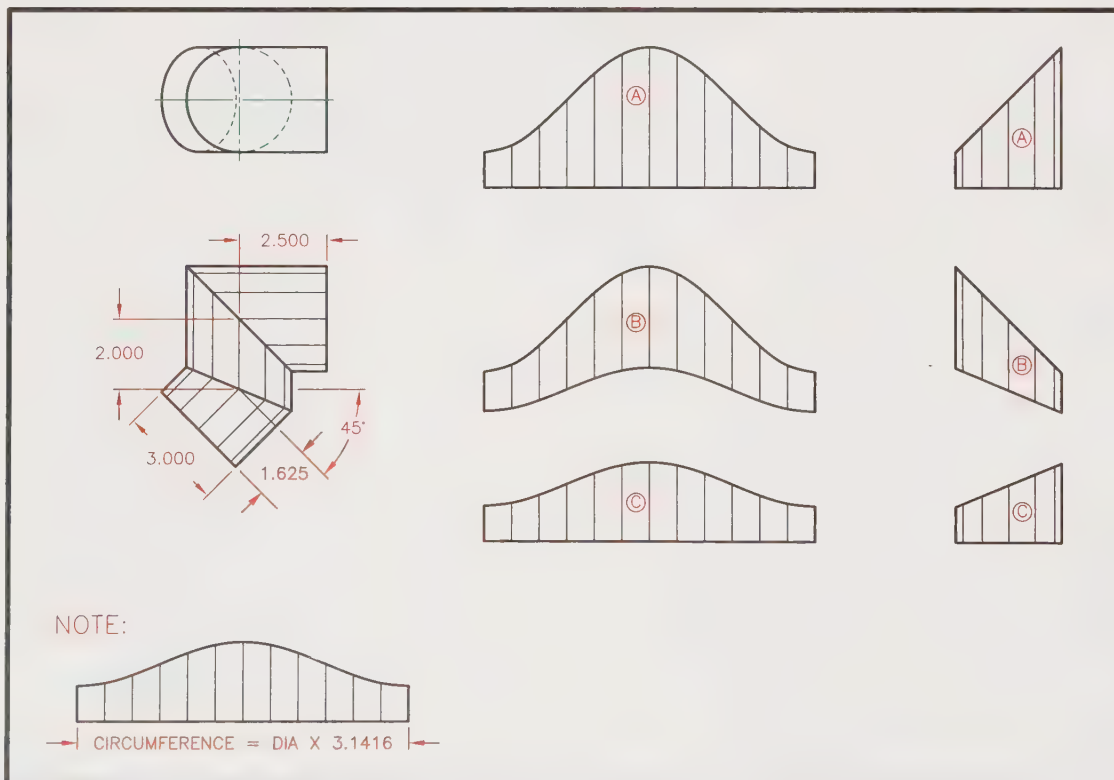 A
A
2.500
2.000
B
B
45°
3.000
1.625
C
C
NOTE:
CIRCUMFERENCE = DIA X 3.1416